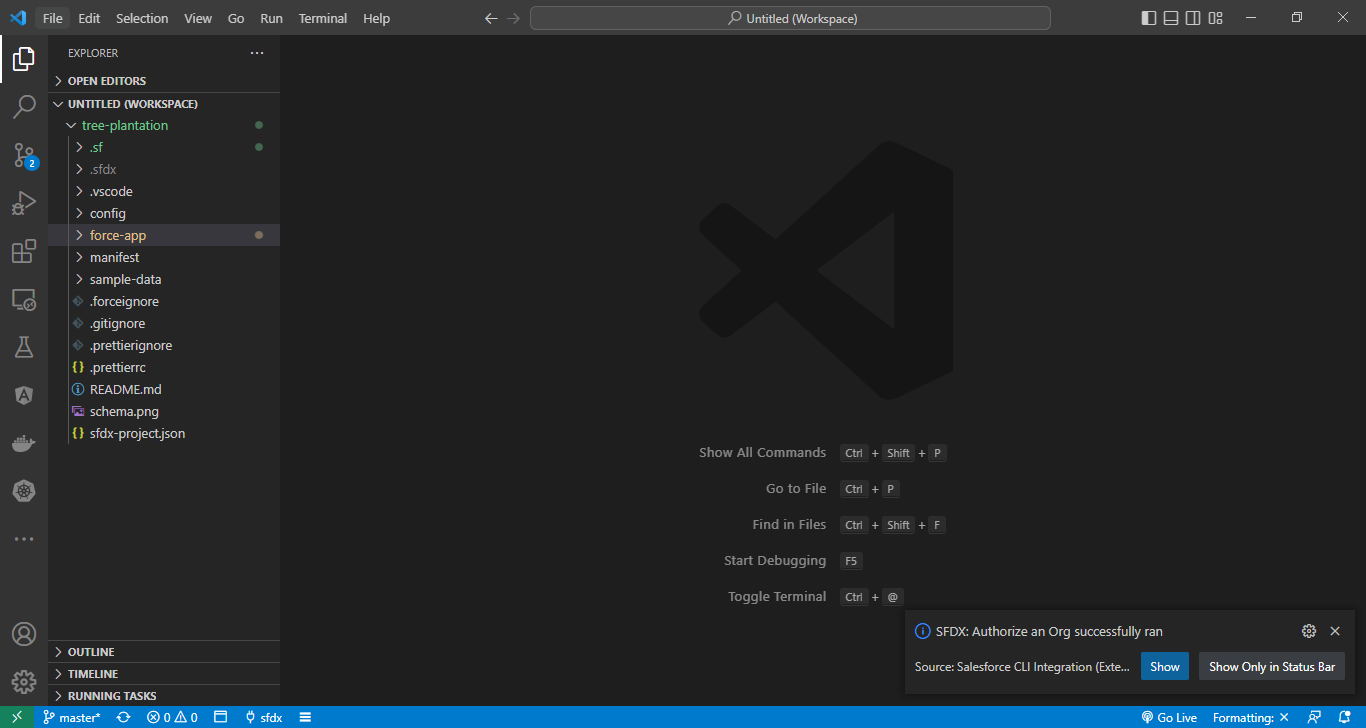 File Edit Selection View Go Run Terminal Help
Untitled (Workspace)
EXPLORER
OPEN EDITORS
UNTITLED (WORKSPACE)
tree-plantation
.sf
.sfdx
.vscode
config
force-app
manifest
sample-data
.forceignore
.gitignore
.prettierignore
.prettierrc
README.md
schema.png
sfdx-project.json
2
Show All Commands Ctrl + Shift + P
Go to File Ctrl + P
Find in Files Ctrl + Shift + F
Start Debugging F5
Toggle Terminal Ctrl + @
SFDX: Authorize an Org successfully ran
Source: Salesforce CLI Integration (Exte... Show Show Only in Status Bar
OUTLINE
TIMELINE
RUNNING TASKS
master* 0 0 sfdx Go Live Formatting: ×